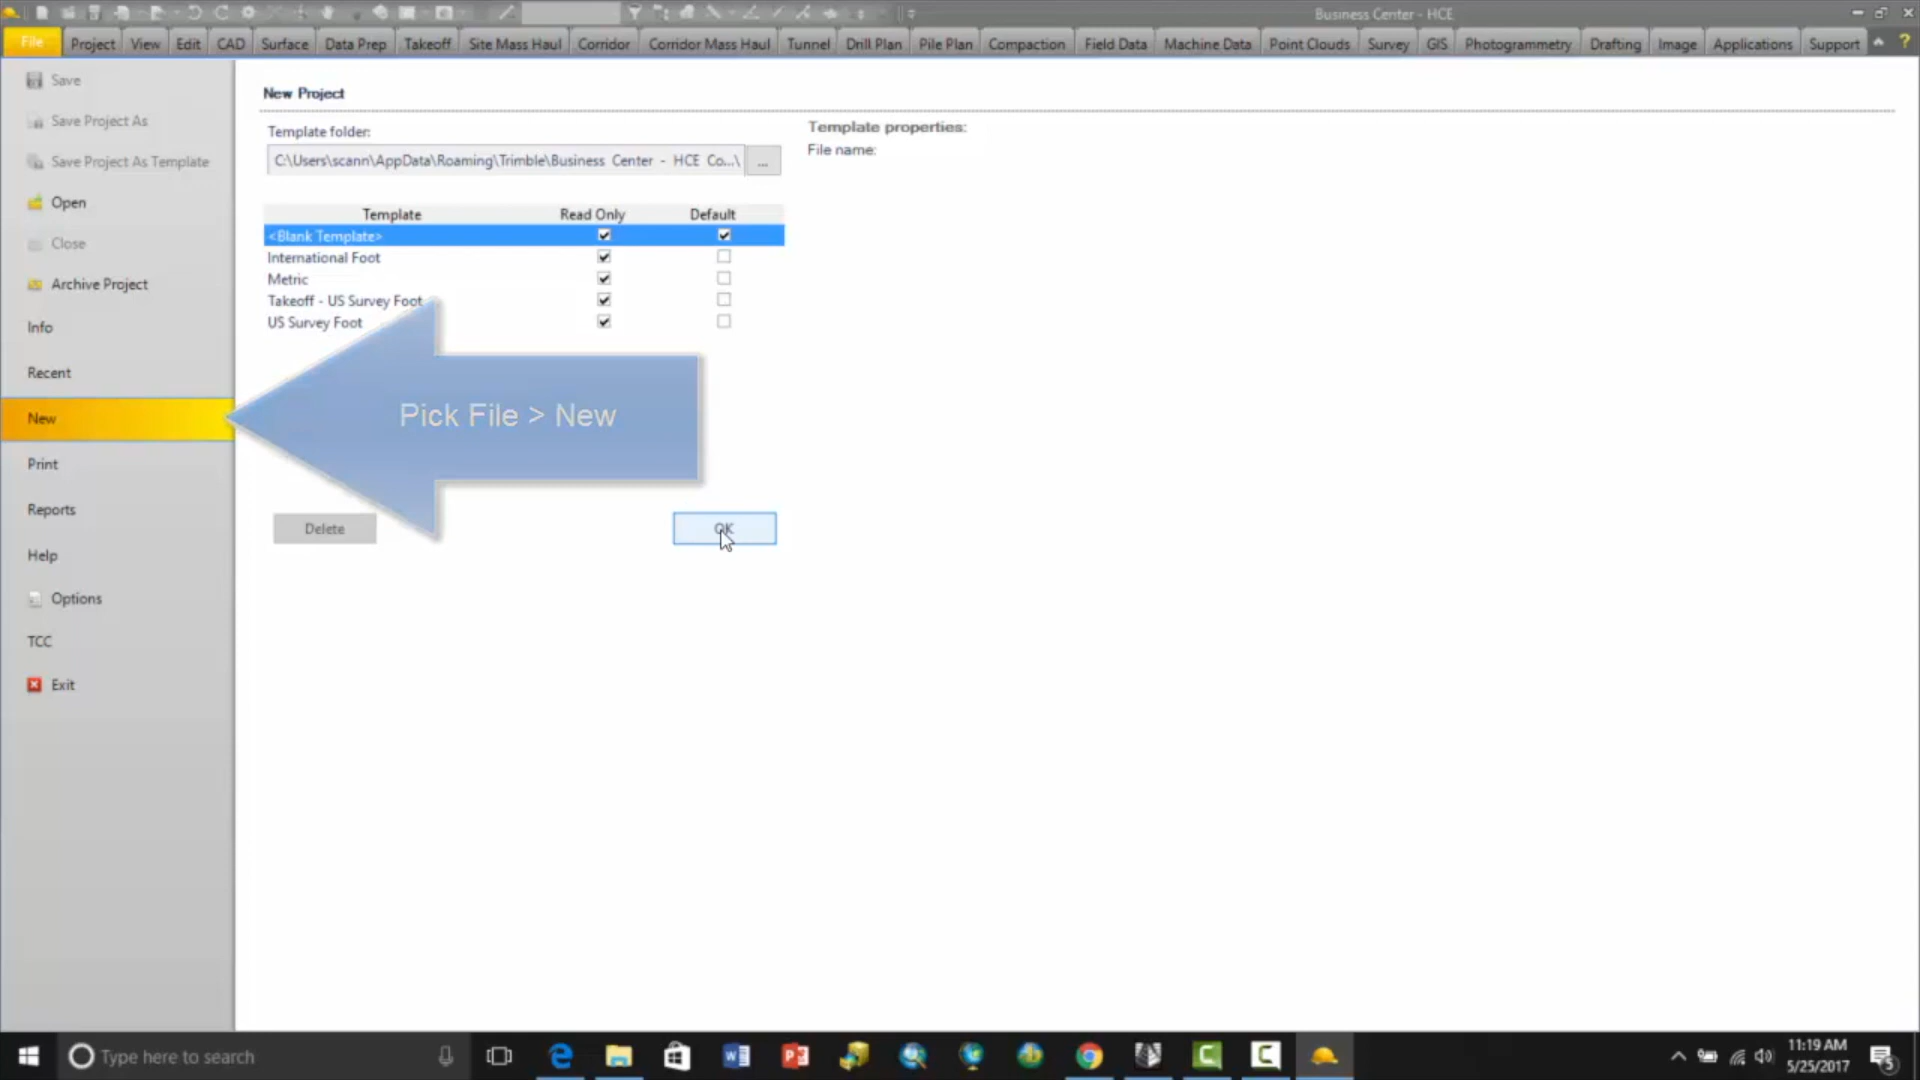 Business Center - HCE
File Project View Edit CAD Surface Data Prep Takeoff Site Mass Haul Corridor Corridor Mass Haul Tunnel Drill Plan Pile Plan Compaction Field Data Machine Data Point Clouds Survey GIS Photogrammetry Drafting Image Applications Support ?
Save
Save Project As
Save Project As Template
Open
Close
Archive Project
Info
Recent
New
Print
Reports
Help
Options
TCC
Exit
New Project
Template folder:
C:\Users\scann\AppData\Roaming\Trimble\Business Center - HCE Co...\ ...
Template properties:
File name:
Template Read Only Default
<Blank Template>
International Foot
Metric
Takeoff - US Survey Foot
US Survey Foot
Pick File > New
Delete OK
Type here to search
11:19 AM
5/25/2017
5